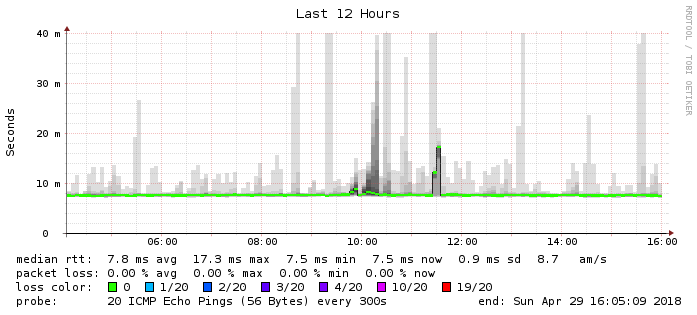 Last 12 Hours
RRDTOOL / TOBI OETIKER
Seconds
40 m
30 m
20 m
10 m
0
06:00 08:00 10:00 12:00 14:00 16:00
median rtt: 7.8 ms avg 17.3 ms max 7.5 ms min 7.5 ms now 0.9 ms sd 8.7 am/s
packet loss: 0.00 % avg 0.00 % max 0.00 % min 0.00 % now
loss color: 0 1/20 2/20 3/20 4/20 10/20 19/20
probe: 20 ICMP Echo Pings (56 Bytes) every 300s end: Sun Apr 29 16:05:09 2018